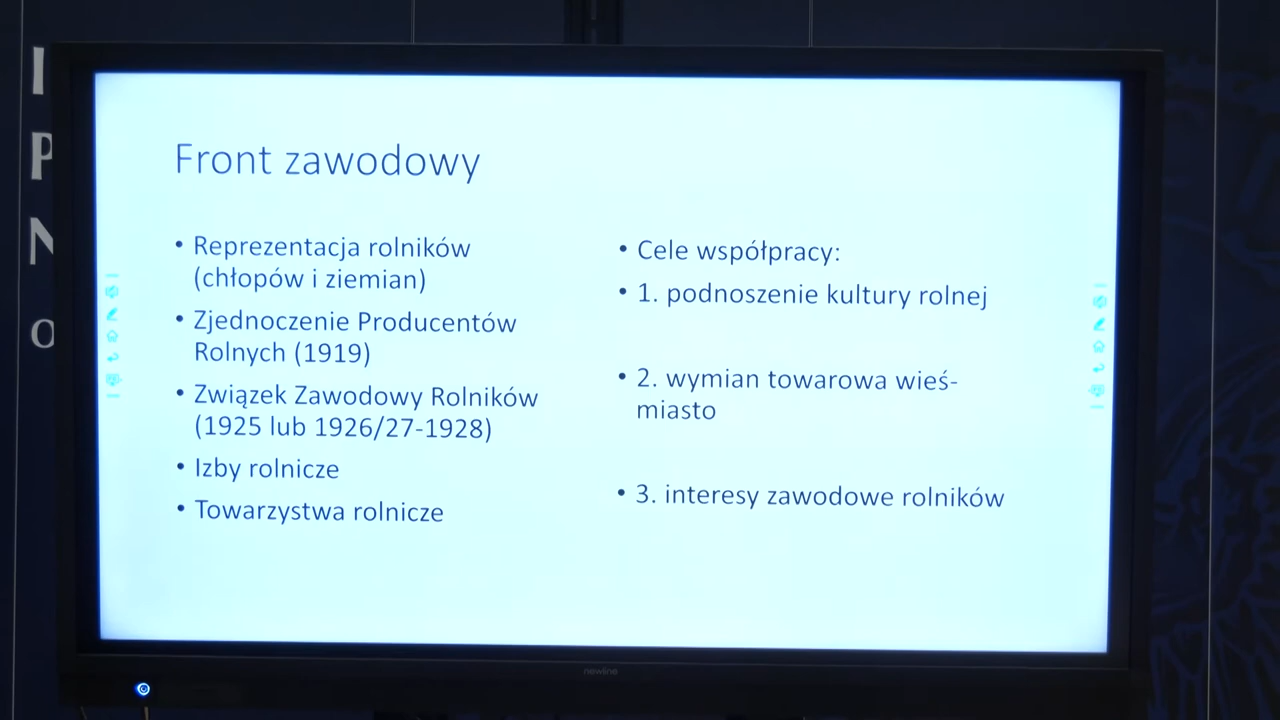 I
P
N
O
Front zawodowy
• Reprezentacja rolników
(chłopów i ziemian)
• Zjednoczenie Producentów
Rolnych (1919)
• Związek Zawodowy Rolników
(1925 lub 1926/27-1928)
• Izby rolnicze
• Towarzystwa rolnicze
• Cele współpracy:
• 1. podnoszenie kultury rolnej
• 2. wymian towarowa wieś-
miasto
• 3. interesy zawodowe rolników
newline